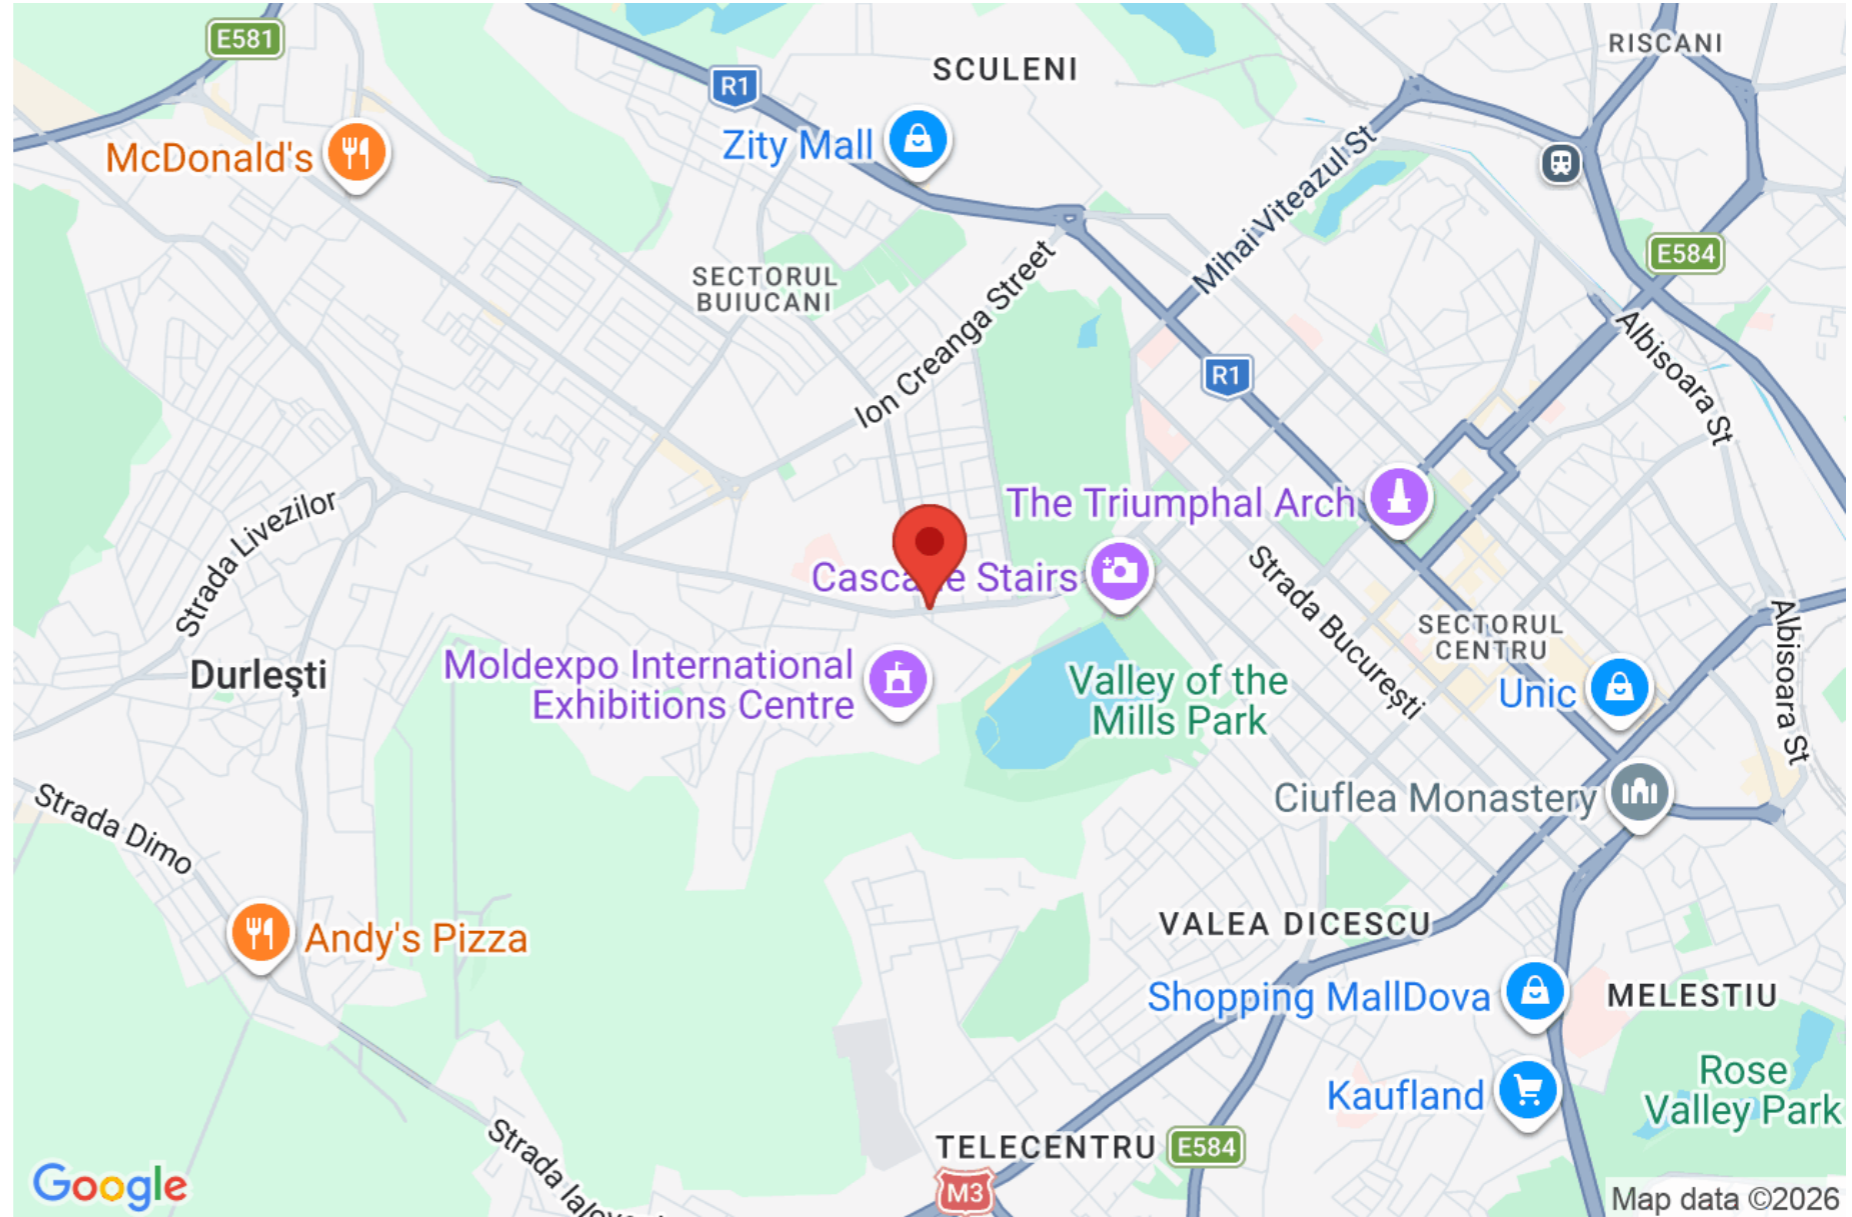 E581
R1
SCULENI
RISCANI
McDonald's
Zity Mall
Mihai Viteazul St
E584
SECTORUL
BUIUCANI
Ion Creanga Street
Albisoara St
R1
Strada Livezilor
The Triumphal Arch
Cascade Stairs
Strada București
SECTORUL
CENTRU
Albisoara St
Durleşti
Moldexpo International
Exhibitions Centre
Valley of the
Mills Park
Unic
Strada Dimo
Ciuflea Monastery
Andy's Pizza
VALEA DICESCU
Shopping MallDova
MELESTIU
Kaufland
Rose
Valley Park
Strada
TELECENTRU
E584
M3
Google
Map data ©2026